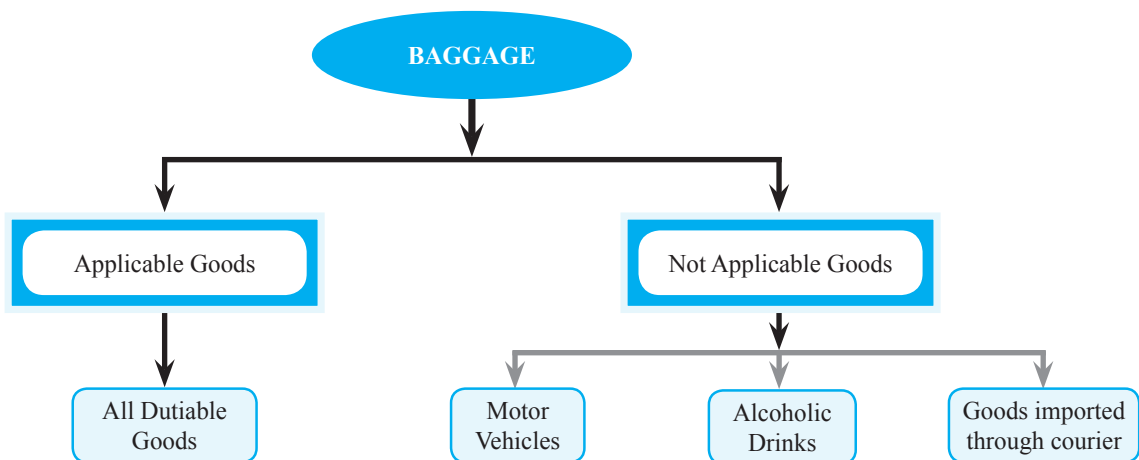 BAGGAGE
Applicable Goods
Not Applicable Goods
All Dutiable
Goods
Motor
Vehicles
Alcoholic
Drinks
Goods imported
through courier